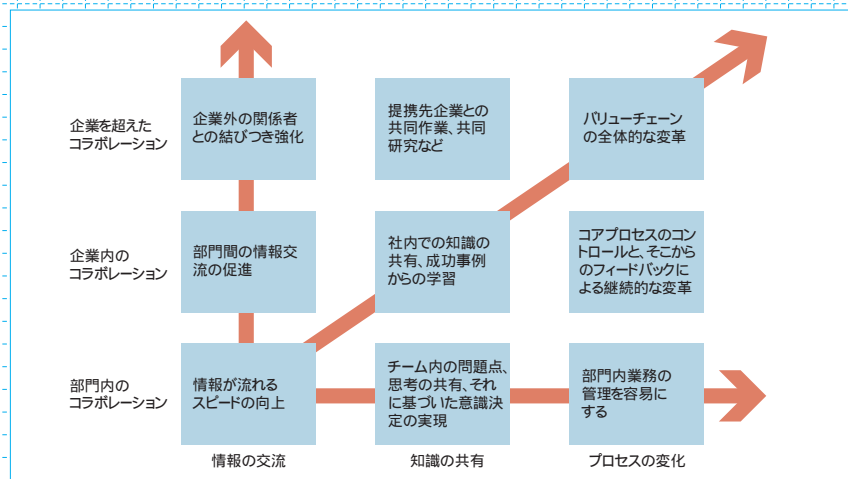 企業を超えた
コラボレーション
企業外の関係者
との結びつき強化
提携先企業との
共同作業、共同
研究など
バリューチェーン
の全体的な変革
企業内の
コラボレーション
部門間の情報交
流の促進
社内での知識の
共有、成功事例
からの学習
コアプロセスのコン
トロールと、そこから
のフィードバックによ
る継続的な変革
部門内の
コラボレーション
情報が流れる
スピードの向上
チーム内の問題点、
思考の共有、それ
に基づいた意識決
定の実現
部門内業務の
管理を容易に
する
情報の交流
知識の共有
プロセスの変化